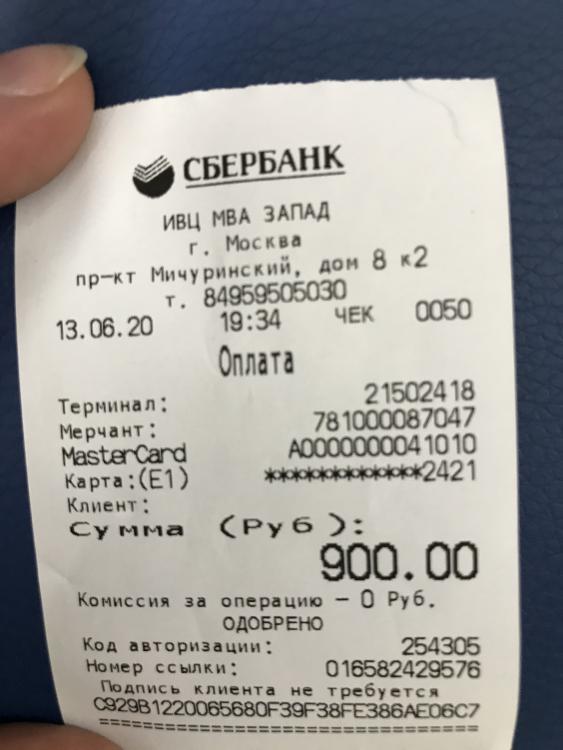 СБЕРБАНК
ИВЦ МВА ЗАПАД
г. Москва
пр-кт Мичуринский, дом 8 к2
т. 84959505030
13.06.20 19:34 ЧЕК 0050
Оплата
Терминал: 21502418
Мерчант: 781000087047
MasterCard A0000000041010
Карта:(E1) ************2421
Клиент:
Сумма (Руб):
900.00
Комиссия за операцию - 0 Руб.
ОДОБРЕНО
Код авторизации: 254305
Номер ссылки: 016582429576
Подпись клиента не требуется
C929B1220065680F39F38FE386AE06C7
================================